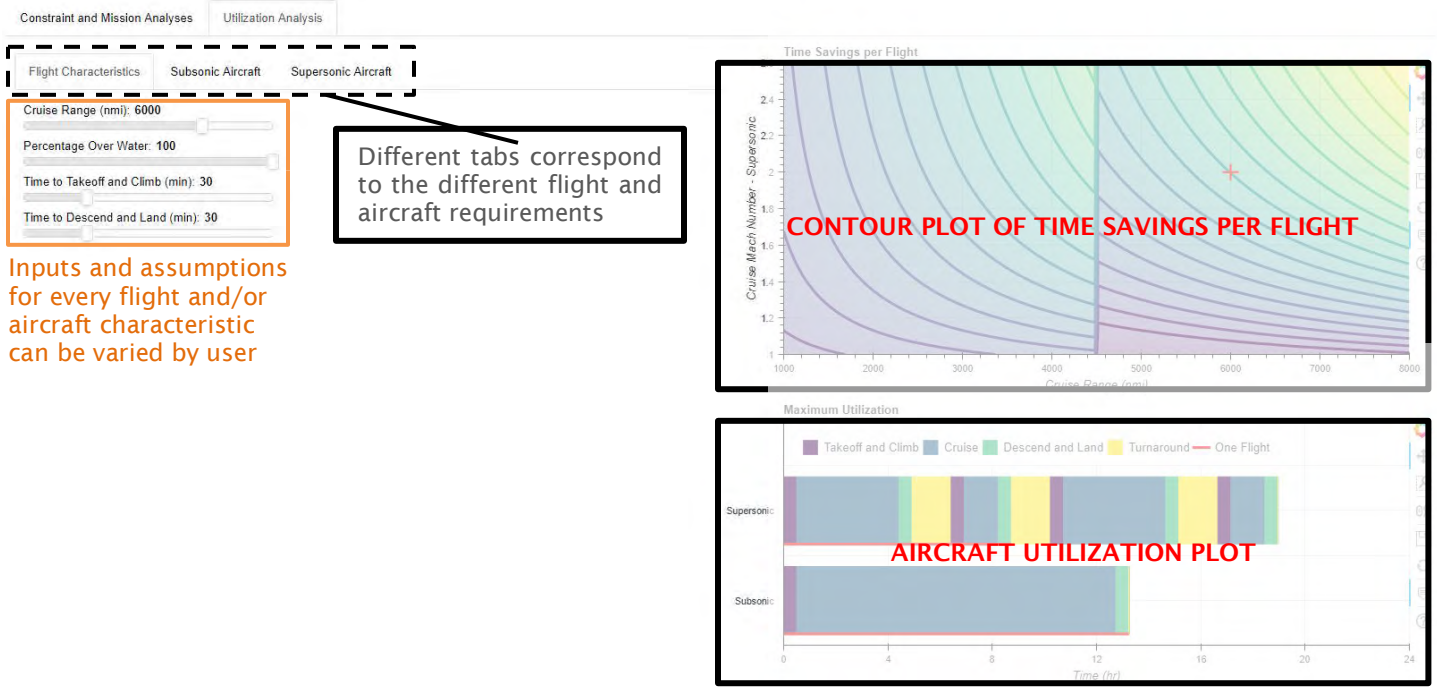 Constraint and Mission Analyses
Utilization Analysis
Flight Characteristics
Subsonic Aircraft
Supersonic Aircraft
Cruise Range (nmi): 6000
Percentage Over Water: 100
Time to Takeoff and Climb (min): 30
Time to Descend and Land (min): 30
Inputs and assumptions
for every flight and/or
aircraft characteristic
can be varied by user
Different tabs correspond
to the different flight and
aircraft requirements
Time Savings per Flight
Cruise Mach Number - Supersonic
2.4
2.2
2
1.8
1.6
1.4
1.2
1
CONTOUR PLOT OF TIME SAVINGS PER FLIGHT
1000
2000
3000
4000
5000
6000
7000
8000
Cruise Range (nmi)
Maximum Utilization
Takeoff and Climb
Cruise
Descend and Land
Turnaround
One Flight
Supersonic
AIRCRAFT UTILIZATION PLOT
Subsonic
0
4
8
12
16
20
24
Time (hr)